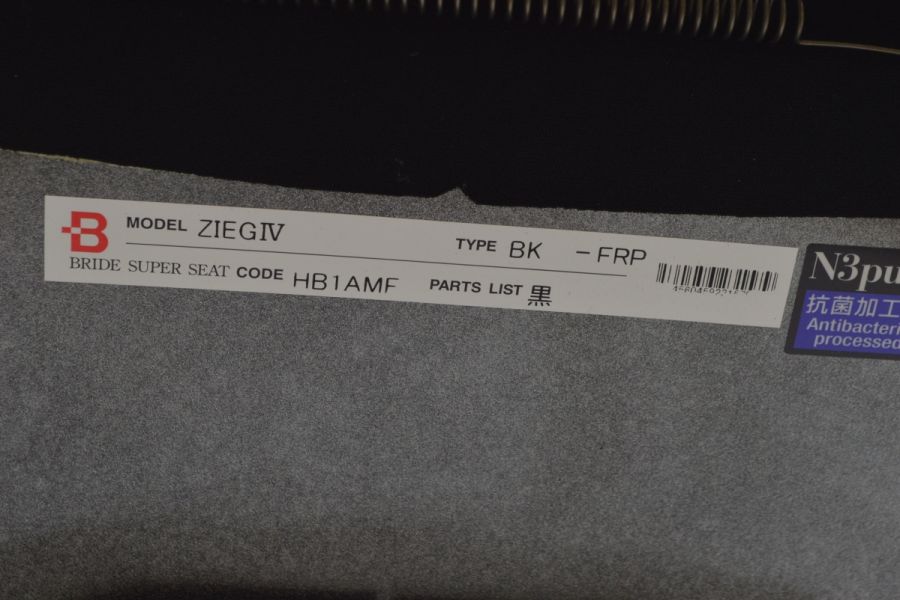 B MODEL ZIEGⅣ TYPE BK -FRP
BRIDE SUPER SEAT CODE HB1AMF PARTS LIST 黒
N3pu
抗菌加工
Antibacteri
processed